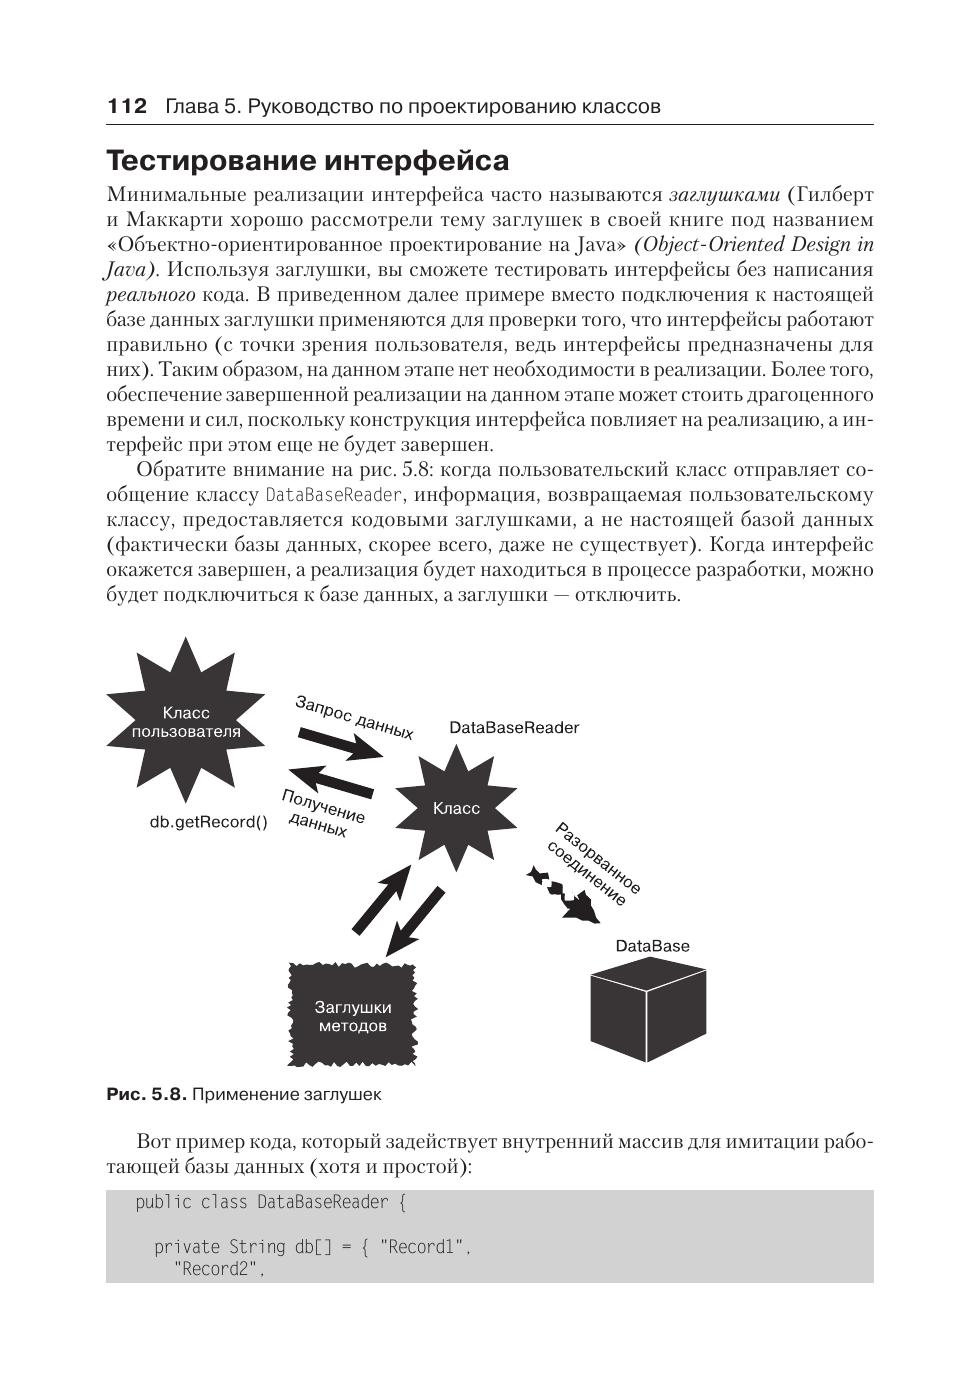 112 Глава 5. Руководство по проектированию классов
Тестирование интерфейса
Минимальные реализации интерфейса часто называются заглушками (Гилберт
и Маккарти хорошо рассмотрели тему заглушек в своей книге под названием
«Объектно-ориентированное проектирование на Java» (Object-Oriented Design in
Java). Используя заглушки, вы сможете тестировать интерфейсы без написания
реального кода. В приведенном далее примере вместо подключения к настоящей
базе данных заглушки применяются для проверки того, что интерфейсы работают
правильно (с точки зрения пользователя, ведь интерфейсы предназначены для
них). Таким образом, на данном этапе нет необходимости в реализации. Более того,
обеспечение завершенной реализации на данном этапе может стоить драгоценного
времени и сил, поскольку конструкция интерфейса повлияет на реализацию, а ин-
терфейс при этом еще не будет завершен.
Обратите внимание на рис. 5.8: когда пользовательский класс отправляет со-
общение классу DataBaseReader, информация, возвращаемая пользовательскому
классу, предоставляется кодовыми заглушками, а не настоящей базой данных
(фактически базы данных, скорее всего, даже не существует). Когда интерфейс
окажется завершен, а реализация будет находиться в процессе разработки, можно
будет подключиться к базе данных, а заглушки — отключить.
Класс
пользователя
Запрос данных
DataBaseReader
Получение
данных
Класс
db.getRecord()
Разорванное
соединение
DataBase
Заглушки
методов
Рис. 5.8. Применение заглушек
Вот пример кода, который задействует внутренний массив для имитации рабо-
тающей базы данных (хотя и простой):
public class DataBaseReader {
private String db[] = { "Record1",
"Record2",